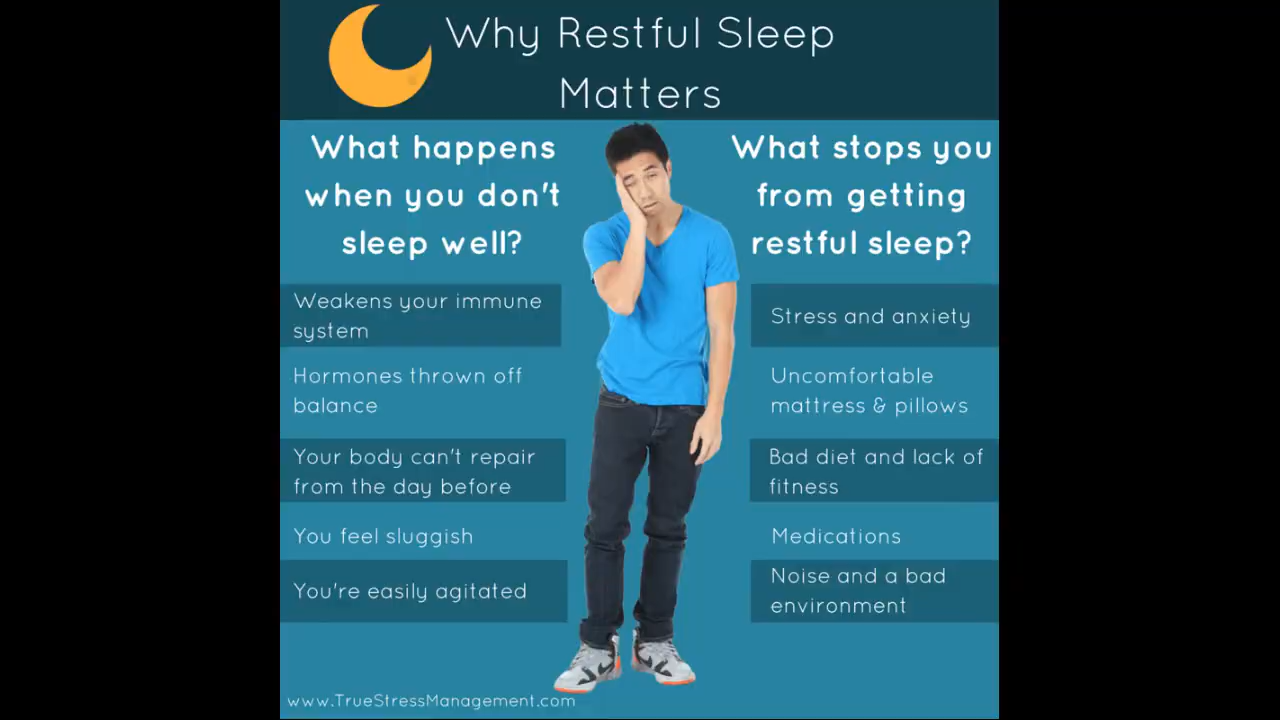 Why Restful Sleep
Matters
What happens
when you don't
sleep well?
Weakens your immune
system
Hormones thrown off
balance
Your body can't repair
from the day before
You feel sluggish
You're easily agitated
What stops you
from getting
restful sleep?
Stress and anxiety
Uncomfortable
mattress & pillows
Bad diet and lack of
fitness
Medications
Noise and a bad
environment
www.TrueStressManagement.com